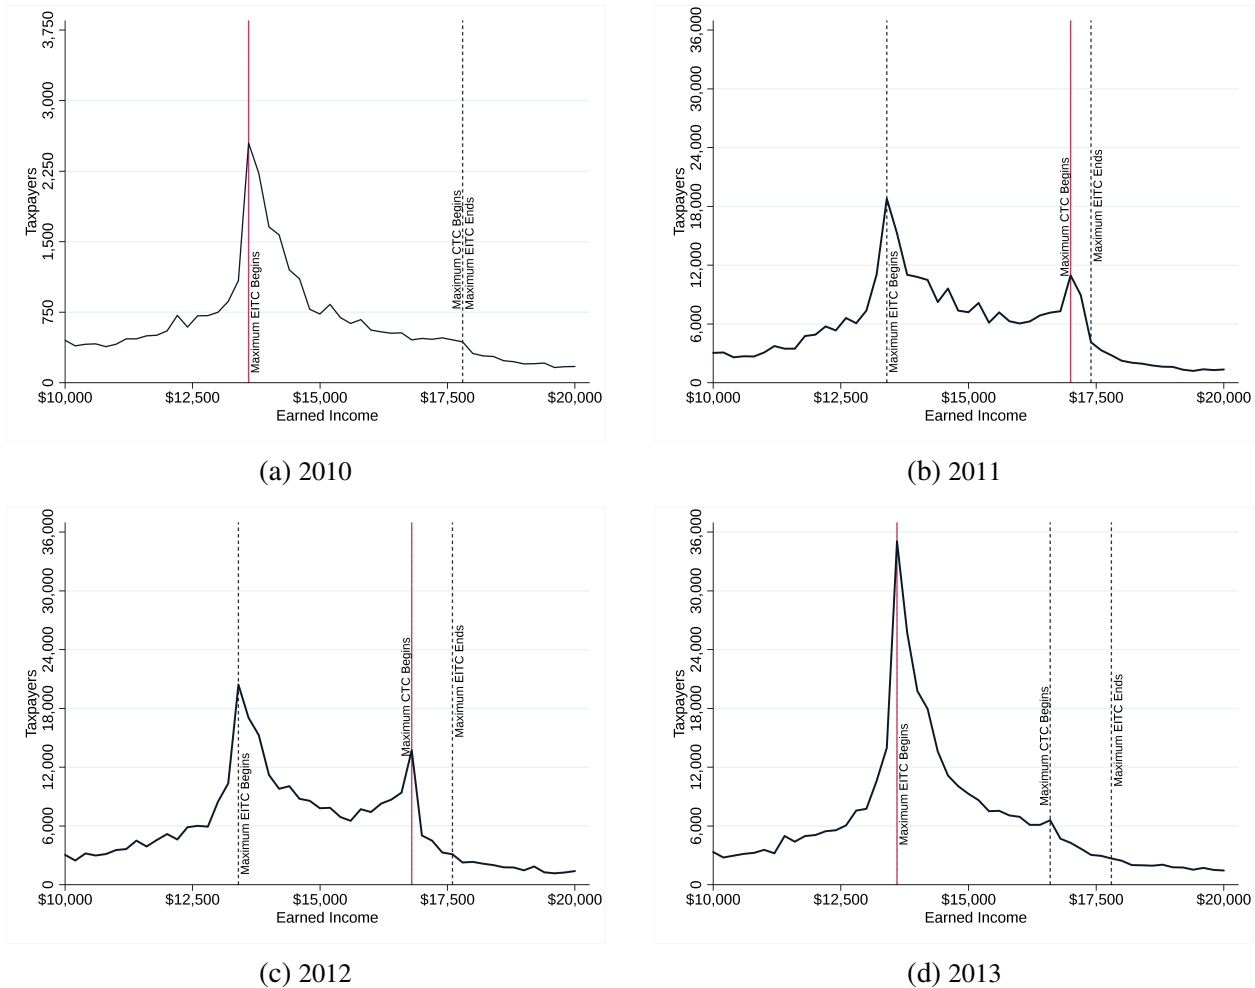 3,750
3,000
2,250
1,500
750
0
Taxpayers
Maximum EITC Begins
Maximum CTC Begins
Maximum EITC Ends
$10,000 $12,500 $15,000 $17,500 $20,000
Earned Income
(a) 2010
36,000
30,000
24,000
18,000
12,000
6,000
0
Taxpayers
Maximum EITC Begins
Maximum CTC Begins
Maximum EITC Ends
$10,000 $12,500 $15,000 $17,500 $20,000
Earned Income
(b) 2011
36,000
30,000
24,000
18,000
12,000
6,000
0
Taxpayers
Maximum EITC Begins
Maximum CTC Begins
Maximum EITC Ends
$10,000 $12,500 $15,000 $17,500 $20,000
Earned Income
(c) 2012
36,000
30,000
24,000
18,000
12,000
6,000
0
Taxpayers
Maximum EITC Begins
Maximum CTC Begins
Maximum EITC Ends
$10,000 $12,500 $15,000 $17,500 $20,000
Earned Income
(d) 2013